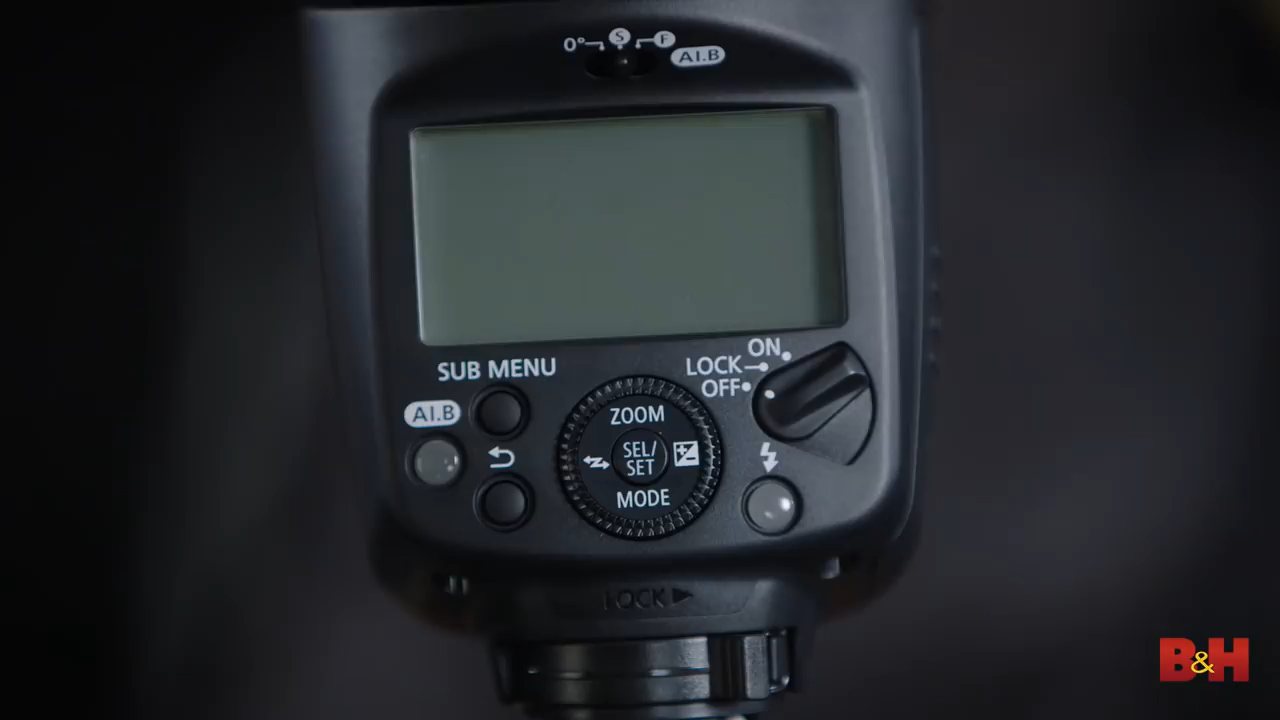 0° S F
AI.B
SUB MENU
ON
LOCK
OFF
AI.B
ZOOM
SEL/
SET
MODE
LOCK
B&H